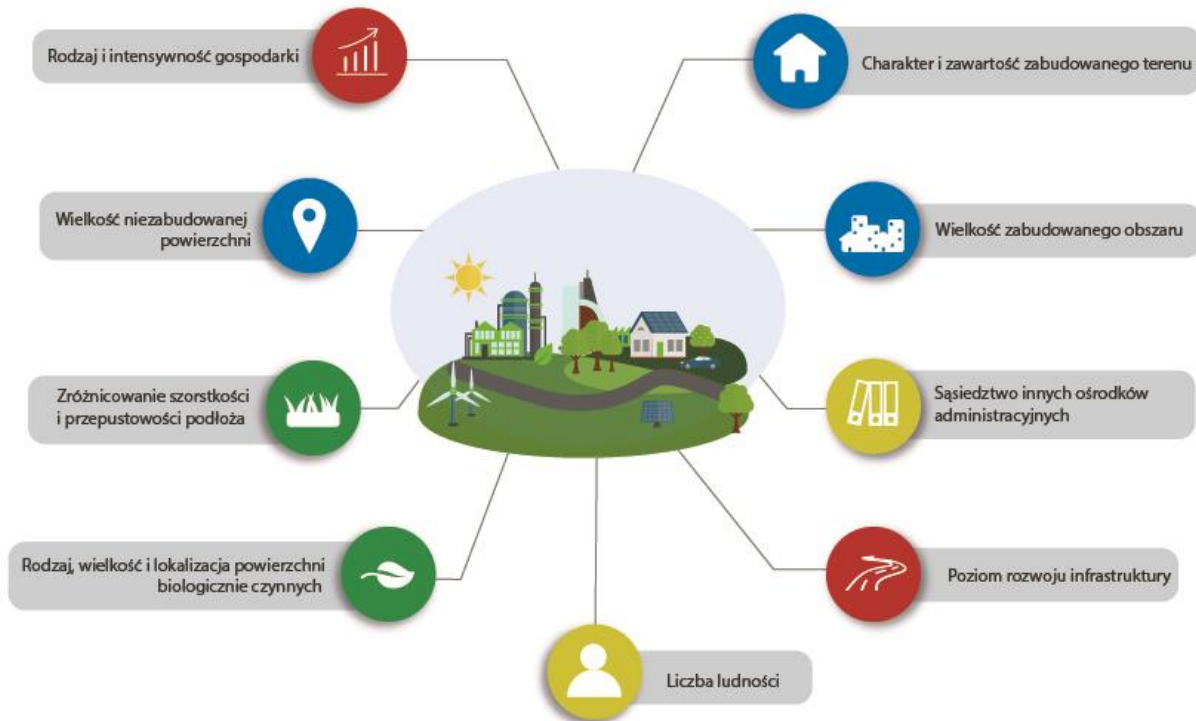 Rodzaj i intensywność gospodarki
Charakter i zawartość zabudowanego terenu
Wielkość niezabudowanej
powierzchni
Wielkość zabudowanego obszaru
Zróżnicowanie szorstkości
i przepustowości podłoża
Sąsiedztwo innych ośrodków
administracyjnych
Rodzaj, wielkość i lokalizacja powierzchni
biologicznie czynnych
Poziom rozwoju infrastruktury
Liczba ludności